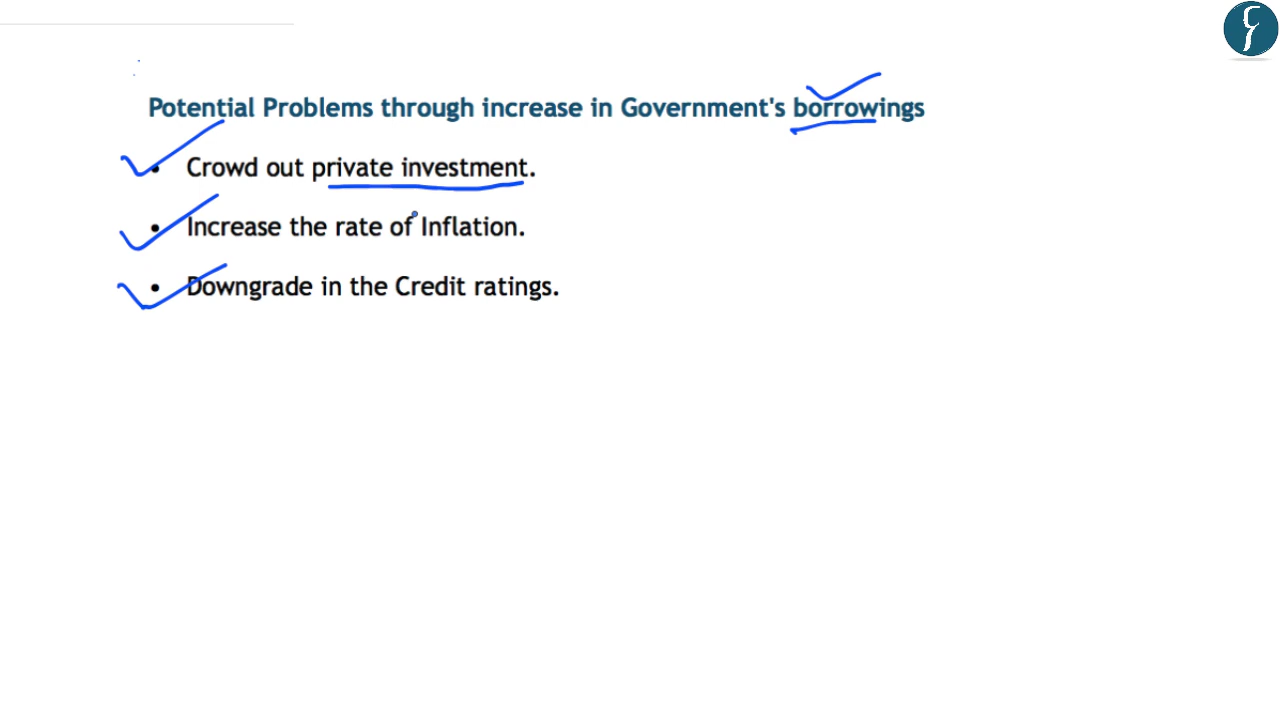 Potential Problems through increase in Government's borrowings
• Crowd out private investment.
• Increase the rate of Inflation.
• Downgrade in the Credit ratings.